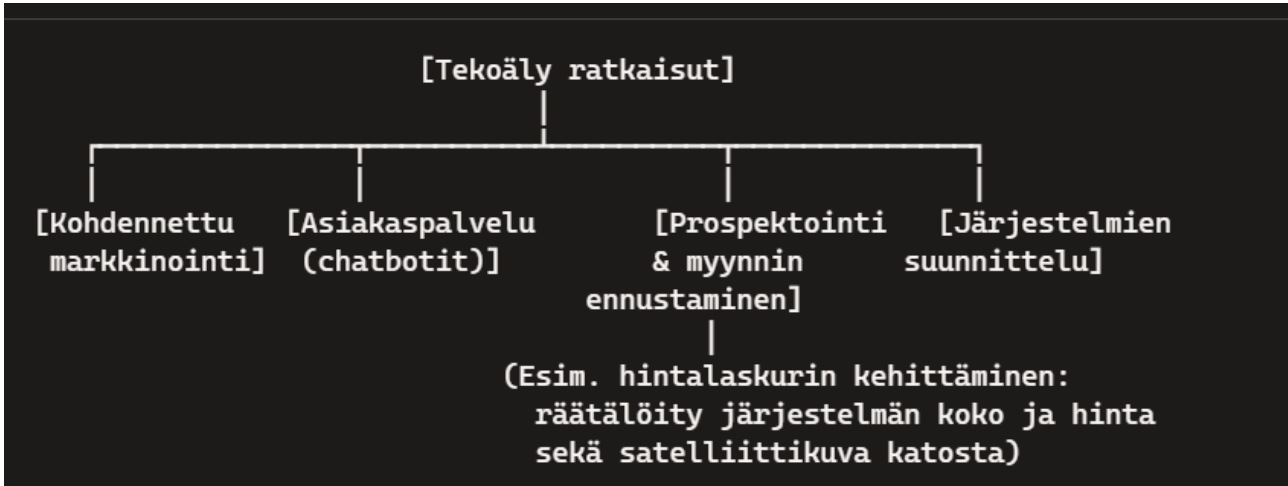 [Tekoäly ratkaisut]
[Kohdennettu [Asiakaspalvelu [Prospektointi [Järjestelmien
markkinointi] (chatbotit)] & myynnin suunnittelu]
ennustaminen]
(Esim. hintalaskurin kehittäminen:
räätälöity järjestelmän koko ja hinta
sekä satelliittikuva katosta)